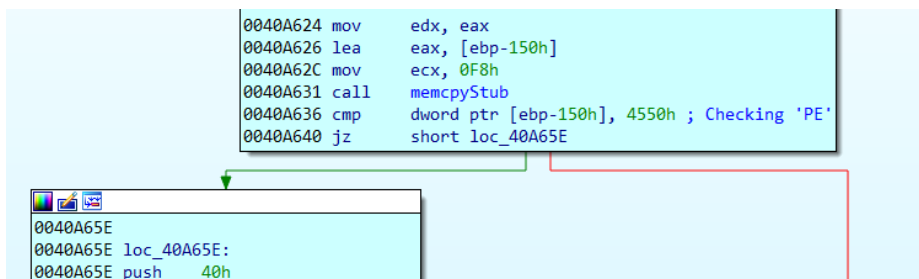 0040A624 mov     edx, eax
0040A626 lea     eax, [ebp-150h]
0040A62C mov     ecx, 0F8h
0040A631 call    memcpyStub
0040A636 cmp     dword ptr [ebp-150h], 4550h ; Checking 'PE'
0040A640 jz      short loc_40A65E
0040A65E
0040A65E loc_40A65E:
0040A65E push    40h